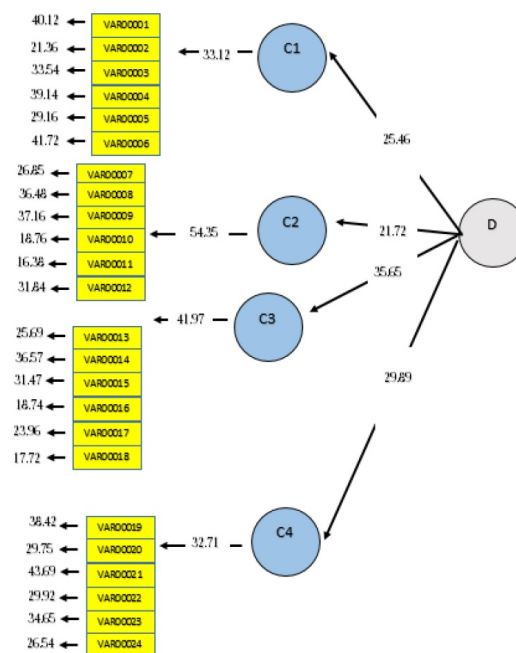 40.12 VAR00001
21.36 VAR00002
33.54 VAR00003
39.14 VAR00004
29.16 VAR00005
41.72 VAR00006
33.12 C1
25.46
26.85 VAR00007
36.48 VAR00008
37.16 VAR00009
18.76 VAR00010
16.38 VAR00011
31.84 VAR00012
54.35 C2
21.72 D
35.65
41.97 C3
25.69 VAR00013
36.57 VAR00014
31.47 VAR00015
18.74 VAR00016
23.96 VAR00017
17.72 VAR00018
29.89
38.42 VAR00019
29.75 VAR00020
43.69 VAR00021
29.92 VAR00022
34.65 VAR00023
26.54 VAR00024
32.71 C4